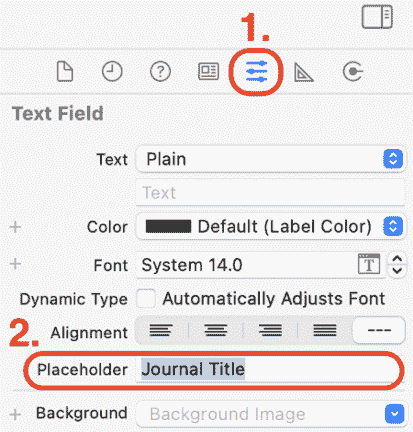 1.
Text Field
Text Plain
Text
+ Color Default (Label Color)
+ Font System 14.0 T
Dynamic Type Automatically Adjusts Font
Alignment ---
2.
Placeholder Journal Title
+ Background Background Image